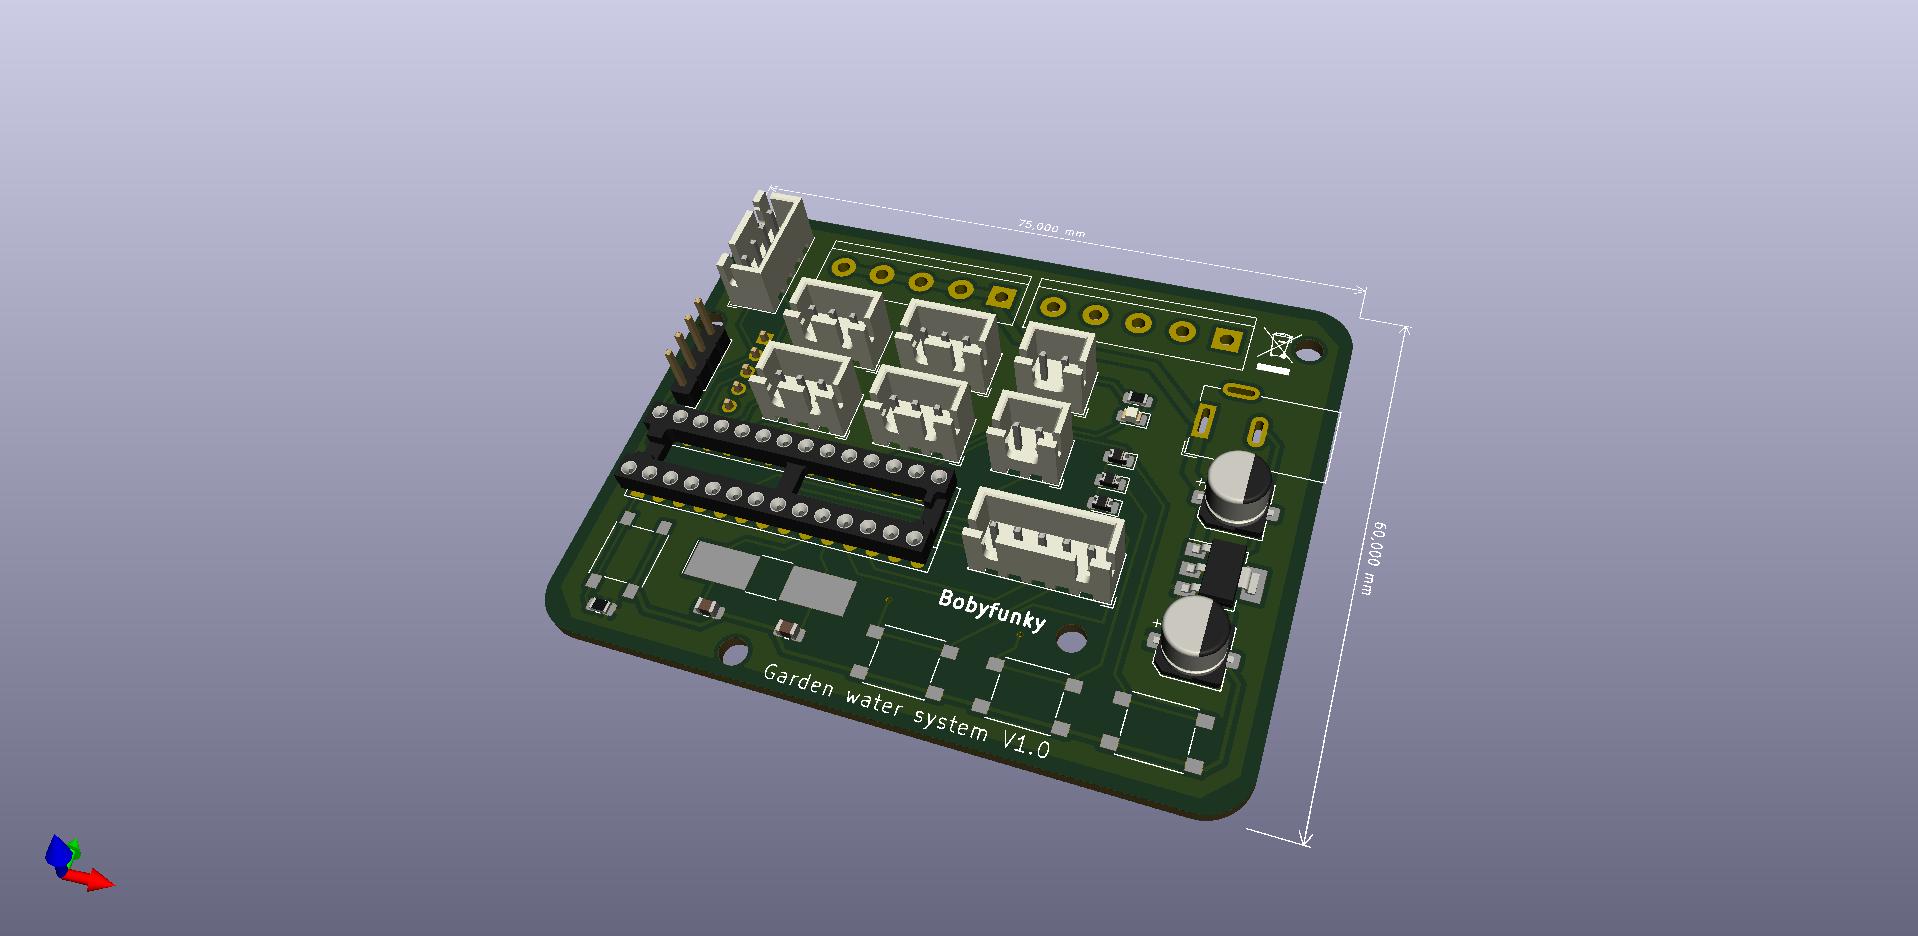 75,000 mm
60,000 mm
+
+
Bobyfunky
Garden water system V1.0